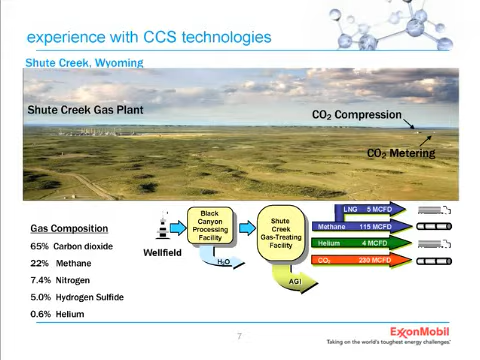 experience with CCS technologies
Shute Creek, Wyoming
Shute Creek Gas Plant
CO₂ Compression
CO₂ Metering
Gas Composition
65% Carbon dioxide
22% Methane
7.4% Nitrogen
5.0% Hydrogen Sulfide
0.6% Helium
Wellfield
Black
Canyon
Processing
Facility
H₂O
Shute
Creek
Gas-Treating
Facility
AGI
LNG 5 MCFD
Methane 115 MCFD
Helium 4 MCFD
CO₂ 230 MCFD
7
ExxonMobil
Taking on the world's toughest energy challenges.